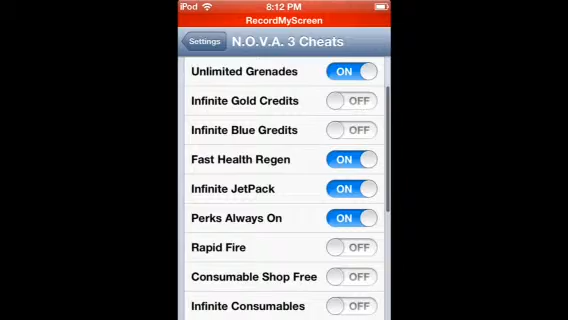 iPod 8:12 PM
RecordMyScreen
Settings N.O.V.A. 3 Cheats
Unlimited Grenades ON
Infinite Gold Credits OFF
Infinite Blue Gredits OFF
Fast Health Regen ON
Infinite JetPack ON
Perks Always On ON
Rapid Fire OFF
Consumable Shop Free OFF
Infinite Consumables OFF